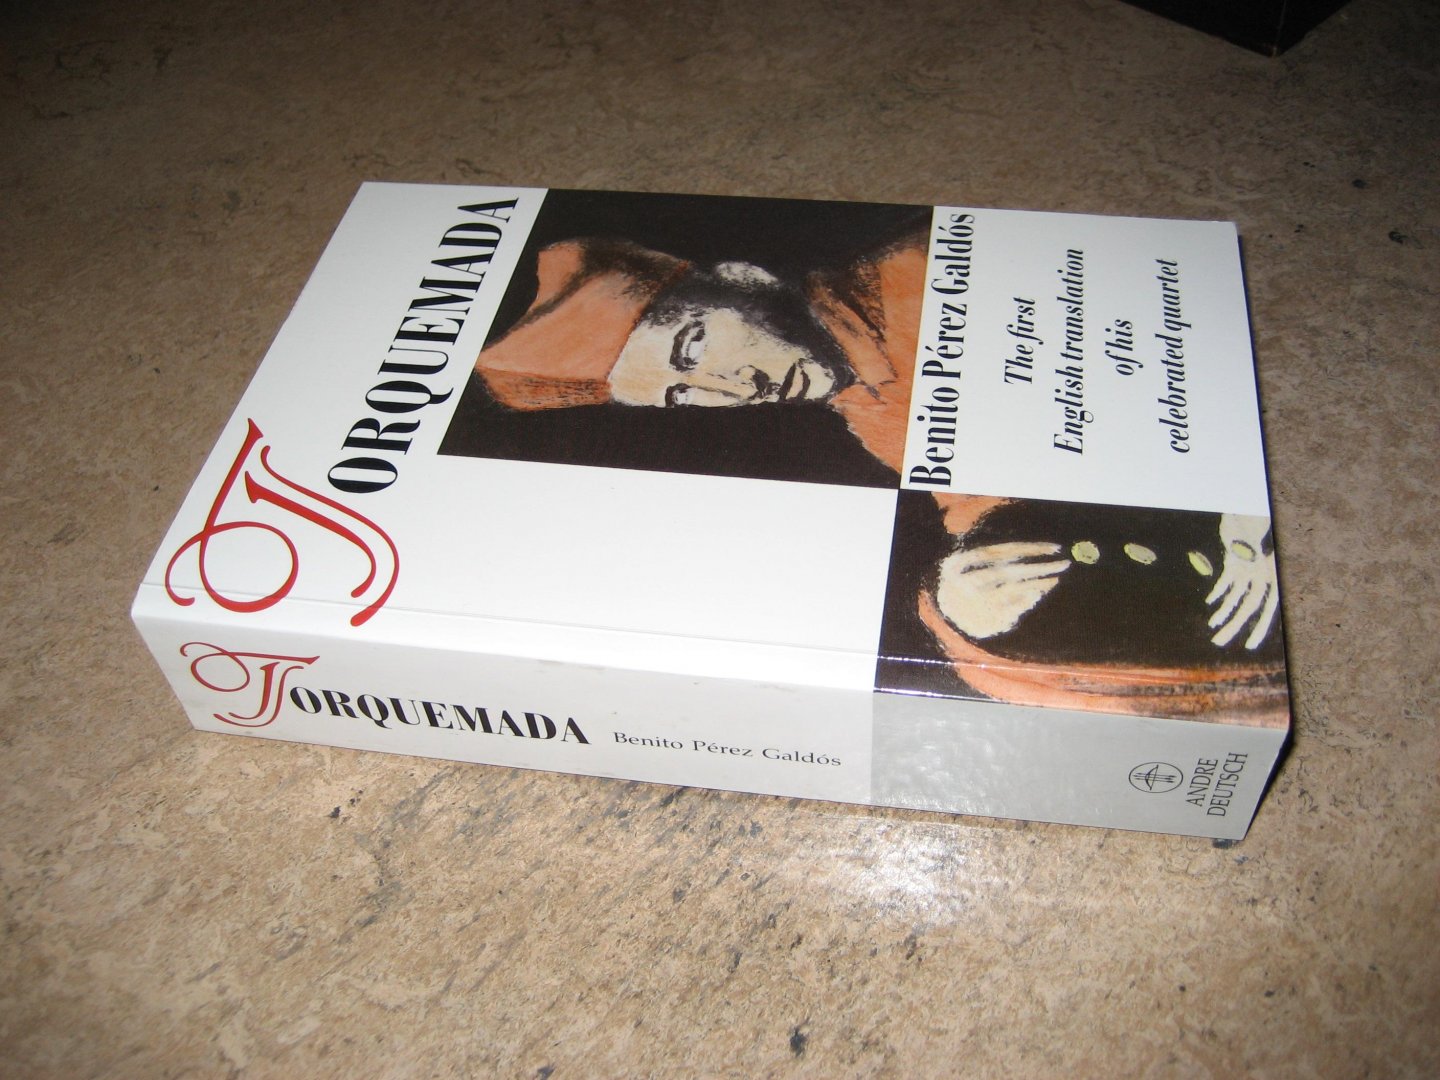 TORQUEMADA
Benito Pérez Galdós
The first
English translation
of his
celebrated quartet
TORQUEMADA
Benito Pérez Galdós
ANDRE
DEUTSCH